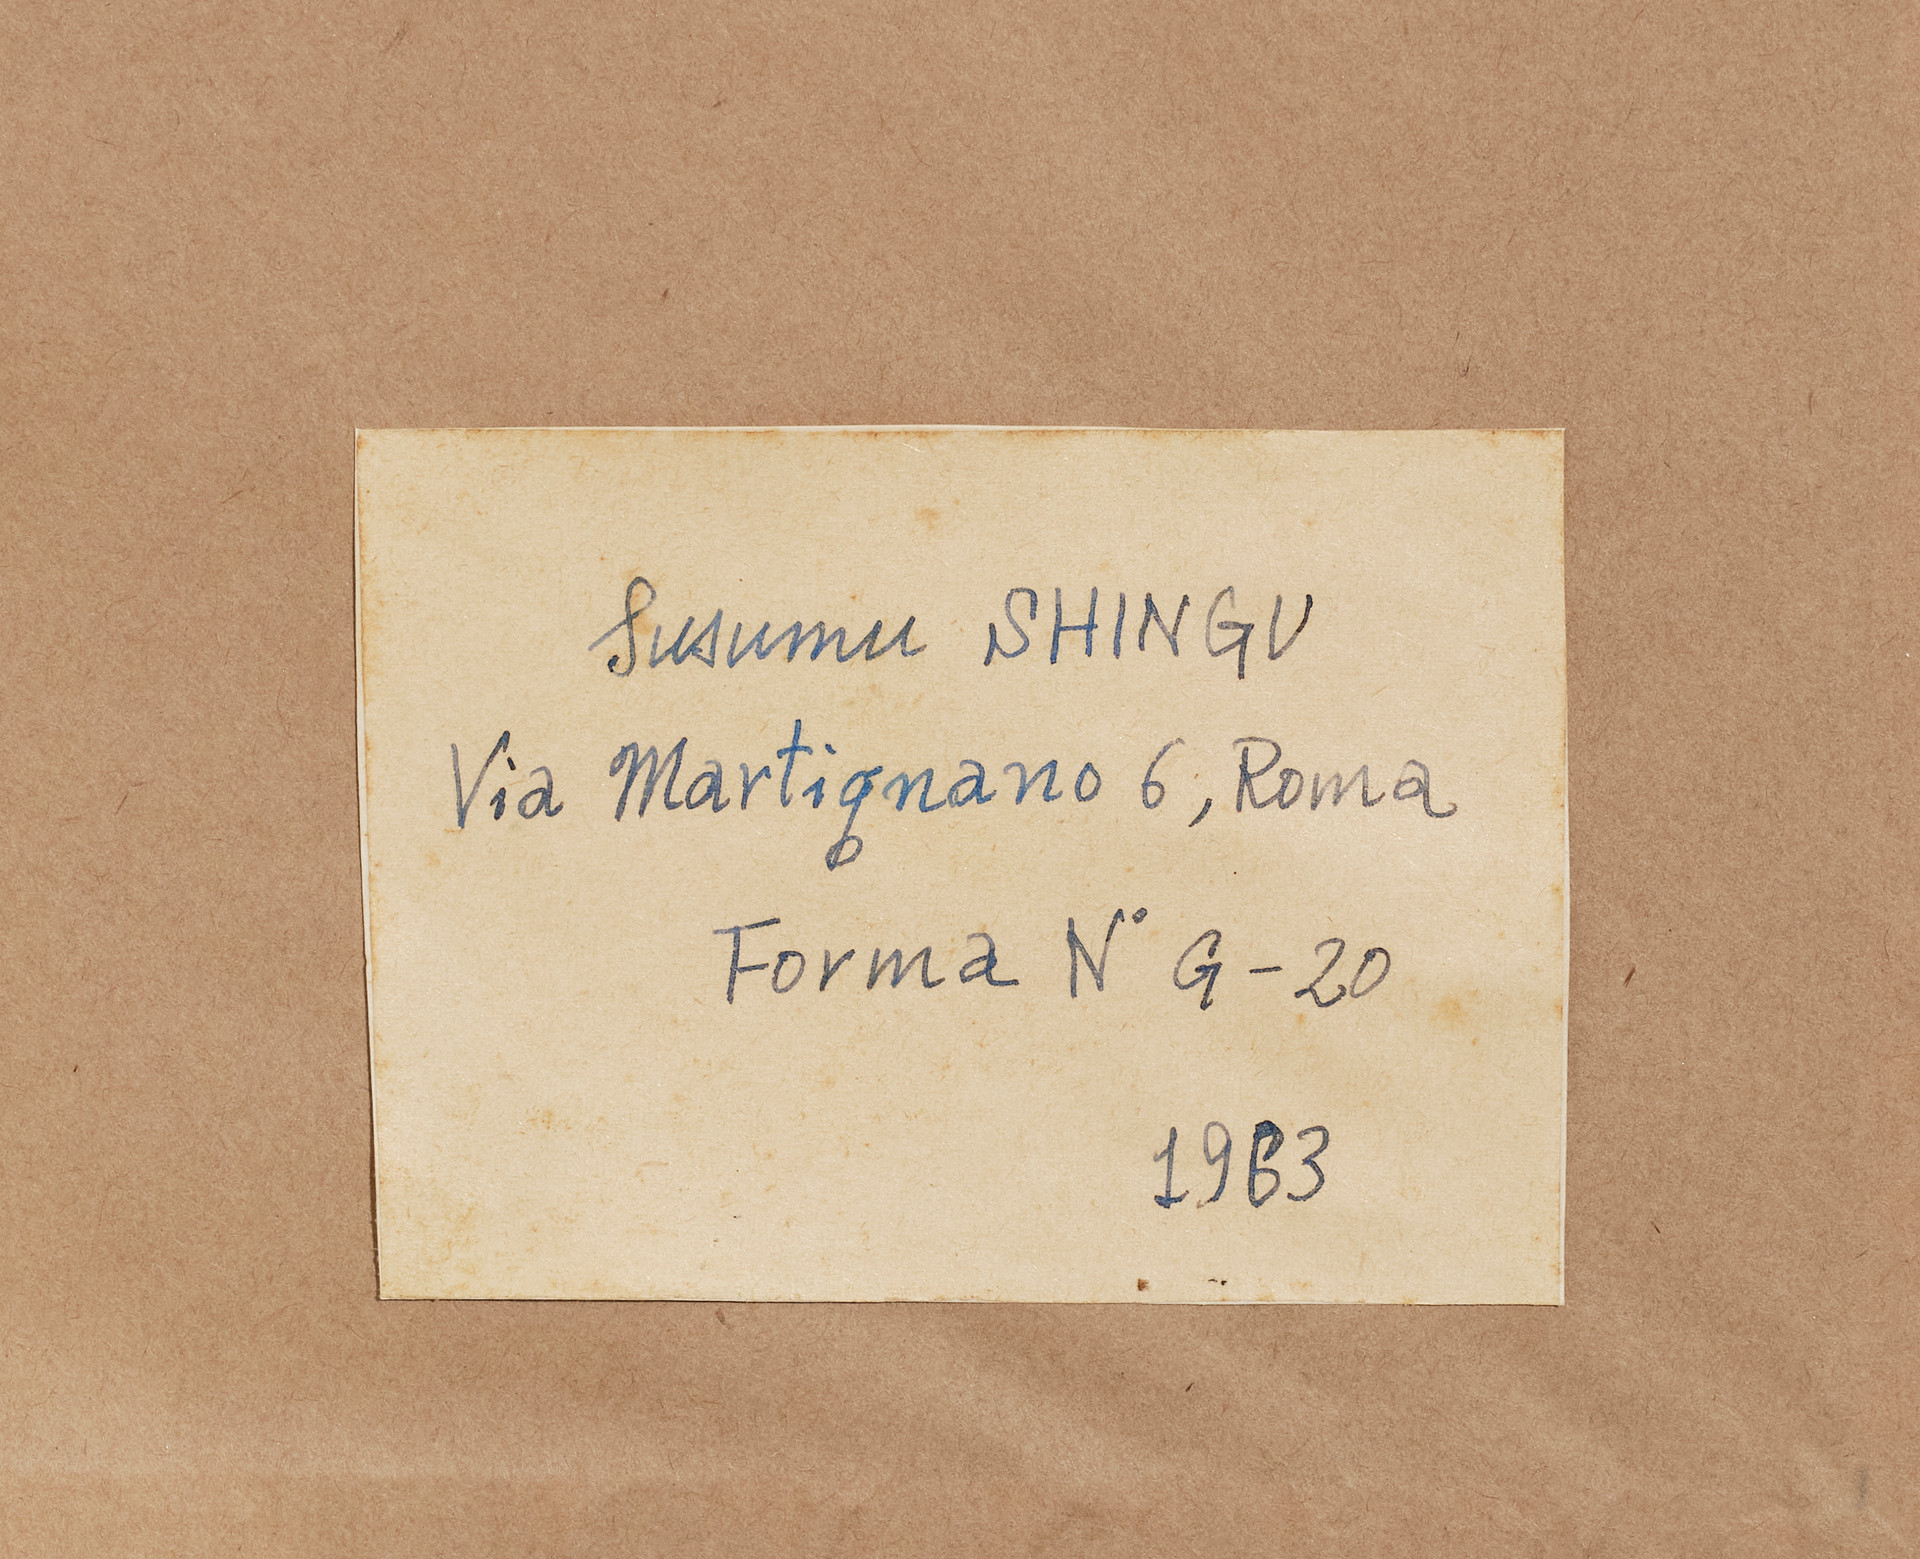 Susumu SHINGU
Via Martignano 6, Roma
Forma N° G-20
1963